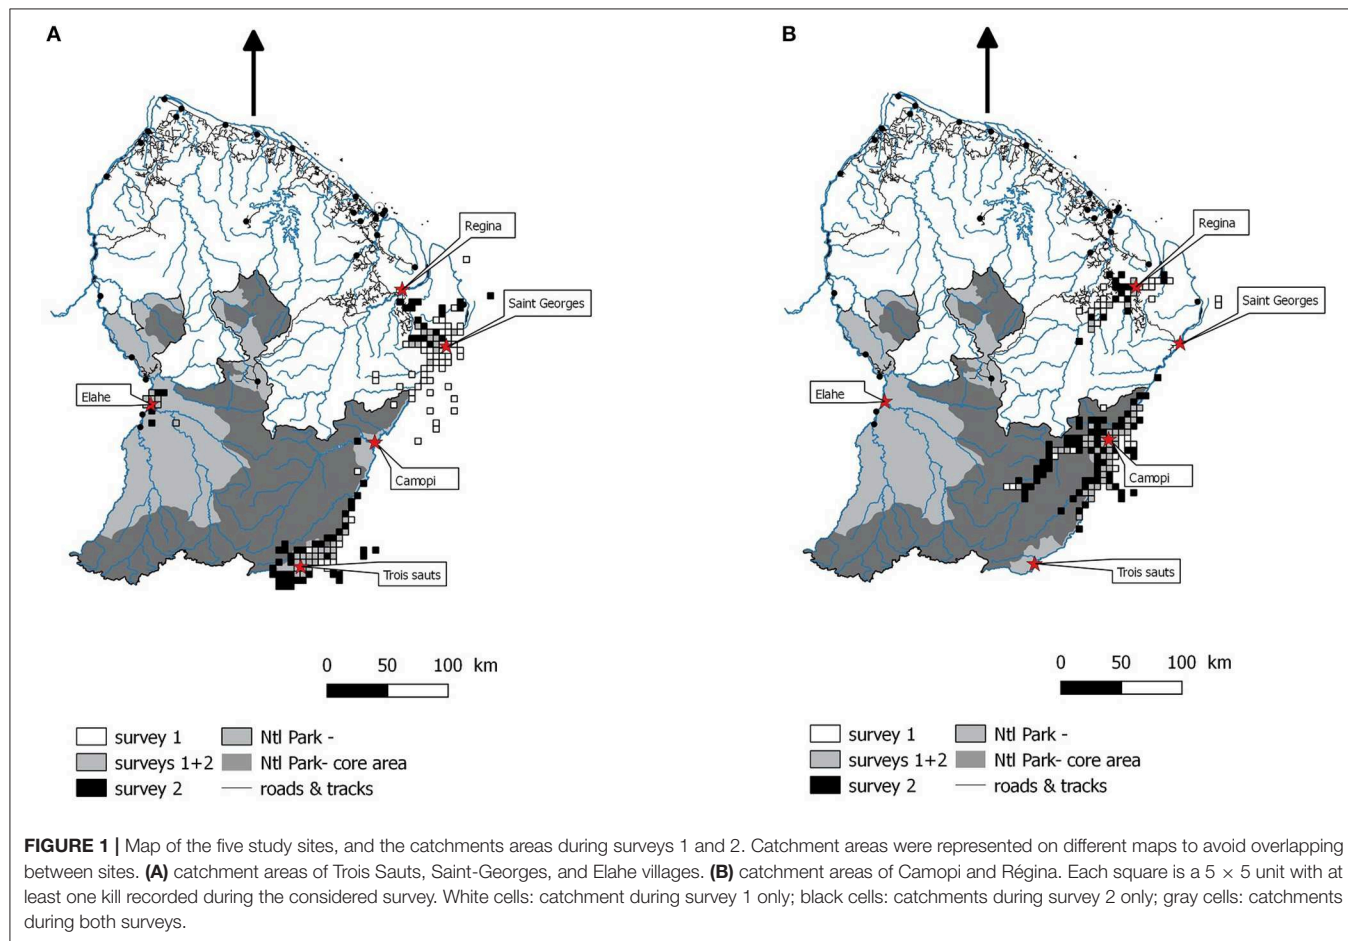 A
Regina
Saint Georges
Elahe
Camopi
Trois sauts
0 50 100 km
survey 1
surveys 1+2
survey 2
Ntl Park -
Ntl Park- core area
roads & tracks
B
Regina
Saint Georges
Elahe
Camopi
Trois sauts
0 50 100 km
survey 1
surveys 1+2
survey 2
Ntl Park -
Ntl Park- core area
roads & tracks
FIGURE 1 | Map of the five study sites, and the catchments areas during surveys 1 and 2. Catchment areas were represented on different maps to avoid overlapping
between sites. (A) catchment areas of Trois Sauts, Saint-Georges, and Elahe villages. (B) catchment areas of Camopi and Régina. Each square is a 5 × 5 unit with at
least one kill recorded during the considered survey. White cells: catchment during survey 1 only; black cells: catchments during survey 2 only; gray cells: catchments
during both surveys.